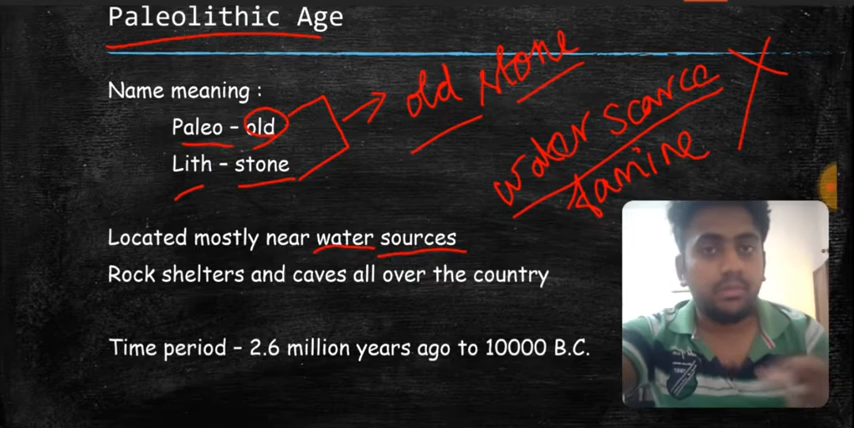 Paleolithic Age
Name meaning :
Paleo – old
Lith – stone
old stone
water scarce
famine
Located mostly near water sources
Rock shelters and caves all over the country
Time period – 2.6 million years ago to 10000 B.C.